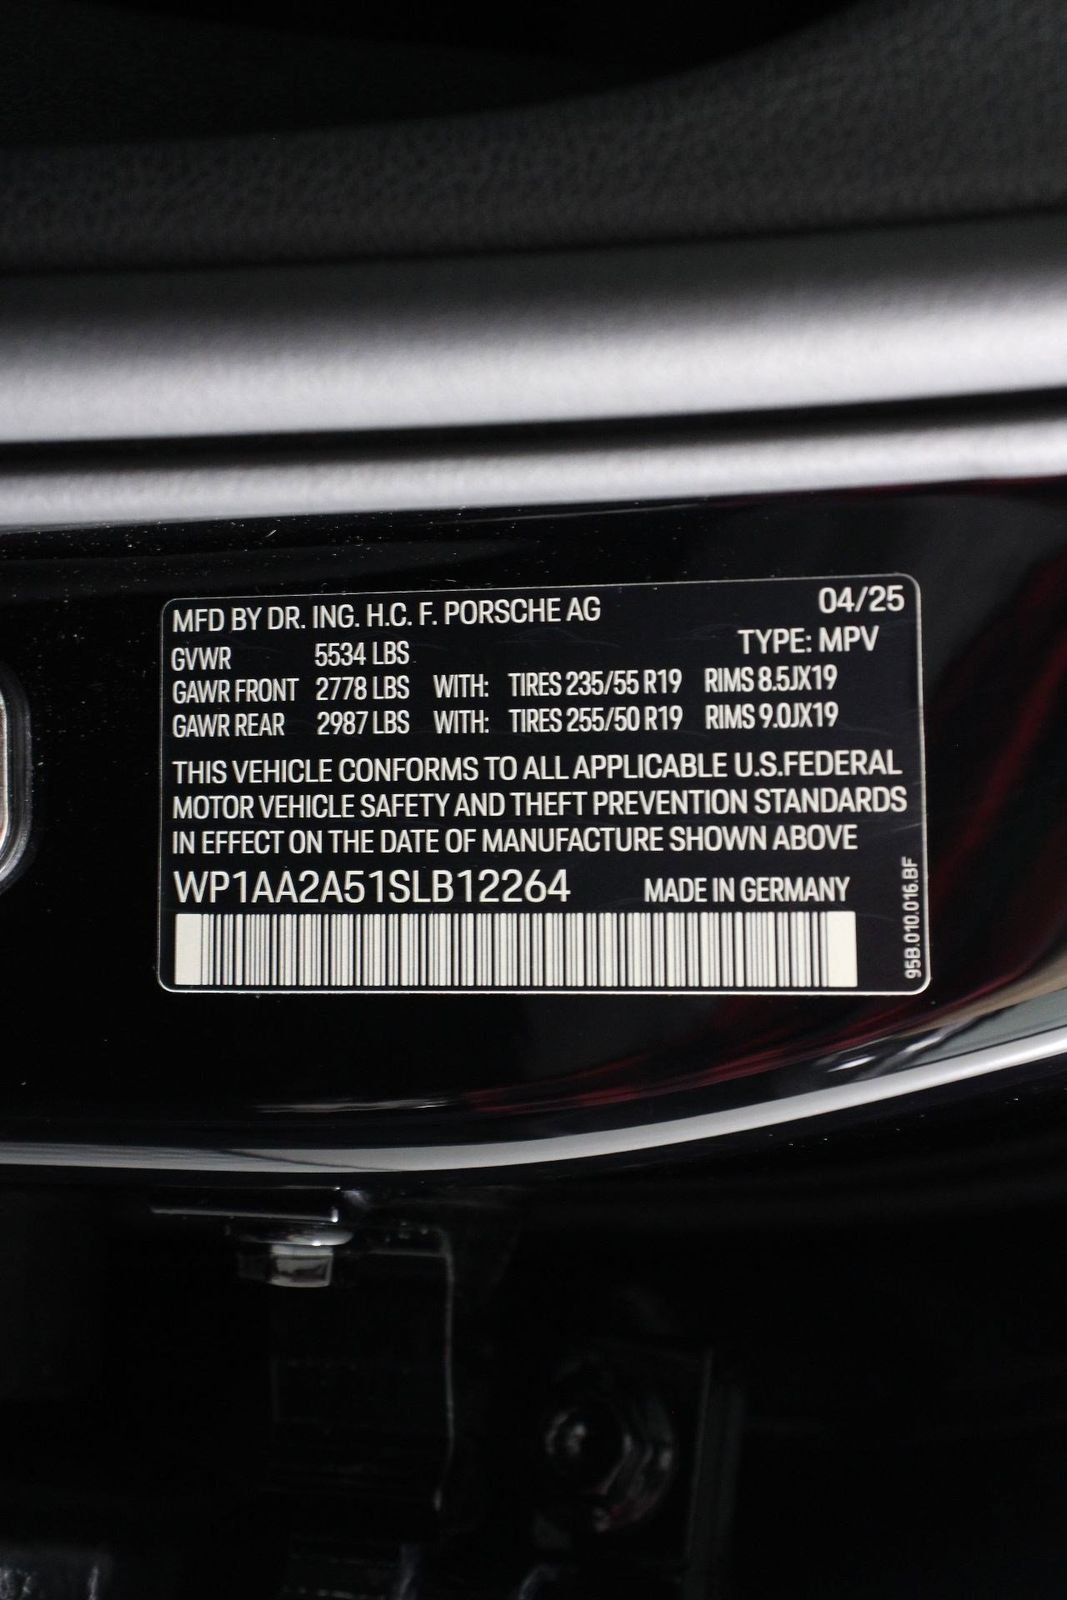 MFD BY DR. ING. H.C. F. PORSCHE AG 04/25
TYPE: MPV
GVWR 5534 LBS
GAWR FRONT 2778 LBS WITH: TIRES 235/55 R19 RIMS 8.5JX19
GAWR REAR 2987 LBS WITH: TIRES 255/50 R19 RIMS 9.0JX19
THIS VEHICLE CONFORMS TO ALL APPLICABLE U.S.FEDERAL
MOTOR VEHICLE SAFETY AND THEFT PREVENTION STANDARDS
IN EFFECT ON THE DATE OF MANUFACTURE SHOWN ABOVE
WP1AA2A51SLB12264 MADE IN GERMANY
95B.010.016.BF